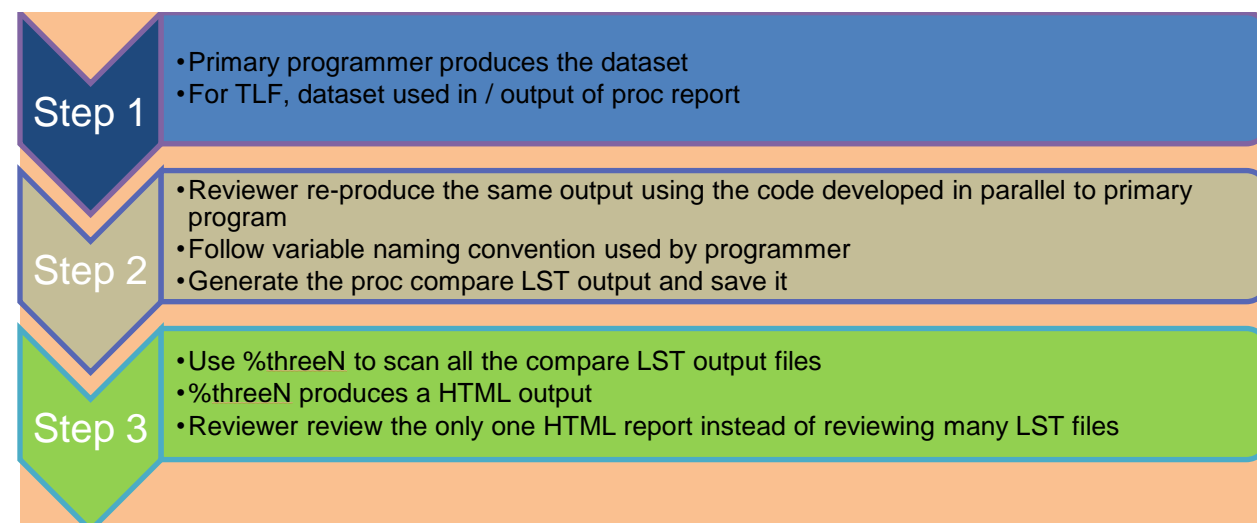 Step 1
•Primary programmer produces the dataset
•For TLF, dataset used in / output of proc report
Step 2
•Reviewer re-produce the same output using the code developed in parallel to primary
program
•Follow variable naming convention used by programmer
•Generate the proc compare LST output and save it
Step 3
•Use %threeN to scan all the compare LST output files
•%threeN produces a HTML output
•Reviewer review the only one HTML report instead of reviewing many LST files